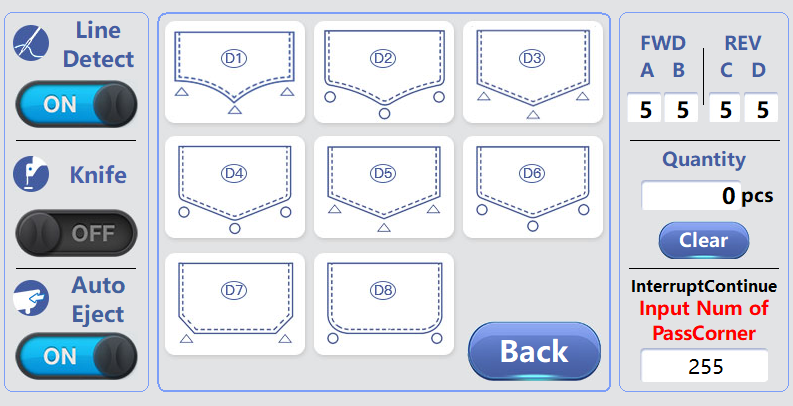 Line
Detect
ON
Knife
OFF
Auto
Eject
ON
D1
D2
D3
D4
D5
D6
D7
D8
Back
FWD REV
A B C D
5 5 5 5
Quantity
0 pcs
Clear
InterruptContinue
Input Num of
PassCorner
255